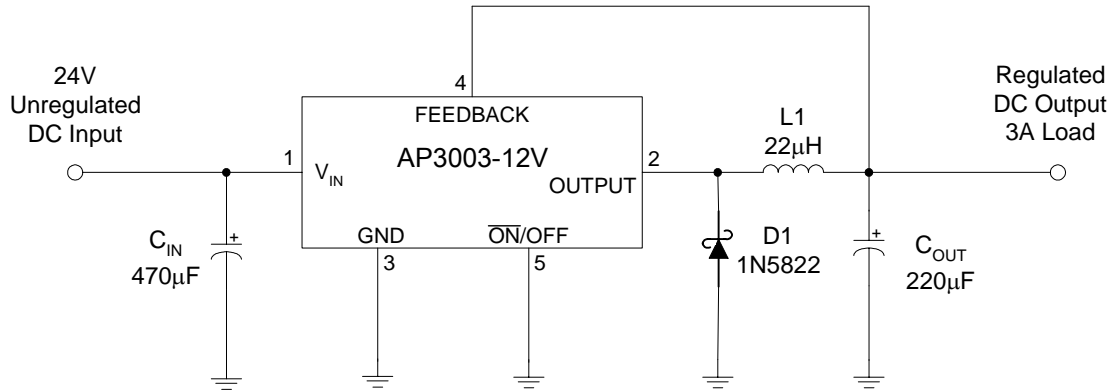 24V
Unregulated
DC Input
4
FEEDBACK
AP3003-12V
1
V_IN
2
OUTPUT
GND
O̅N̅/OFF
3
5
C_IN
470μF
+
L1
22μH
D1
1N5822
+
C_OUT
220μF
Regulated
DC Output
3A Load